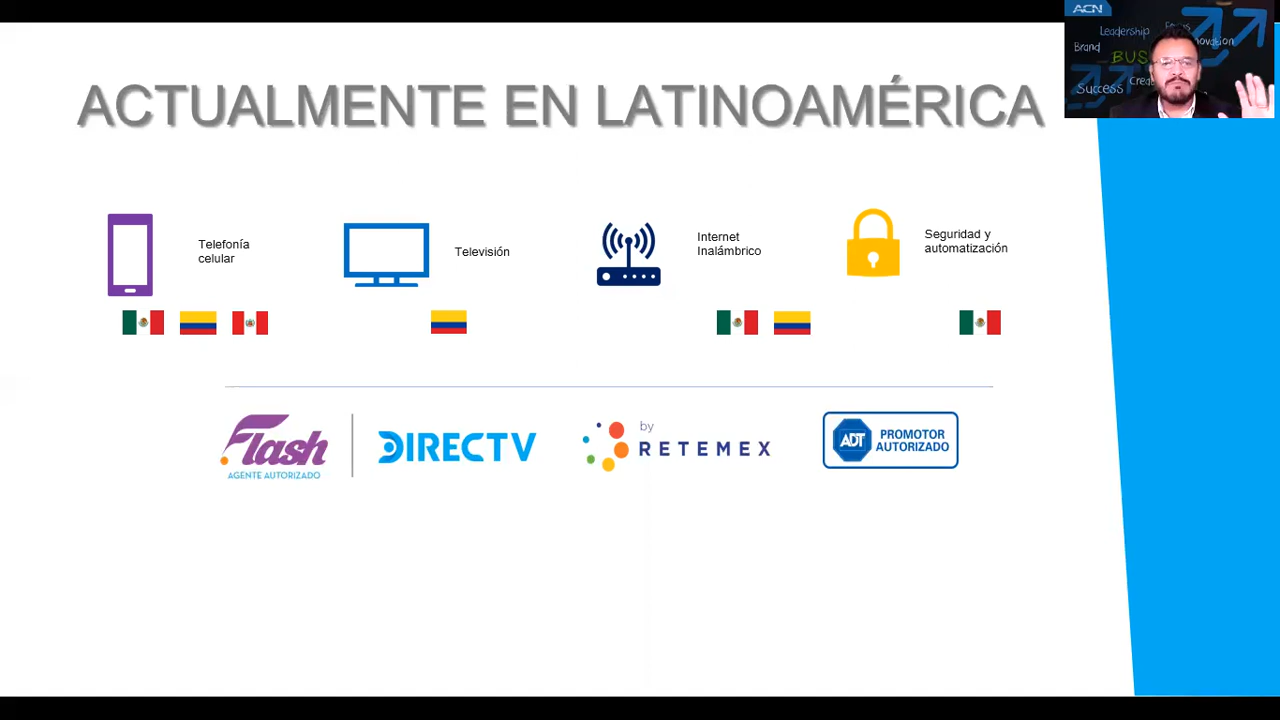 ACTUALMENTE EN LATINOAMÉRICA
ACN
Leadership
Brand
BUS
Success
Telefonía
celular
Televisión
Internet
Inalámbrico
Seguridad y
automatización
Flash
AGENTE AUTORIZADO
DIRECTV
by
RETEMEX
ADT
PROMOTOR
AUTORIZADO